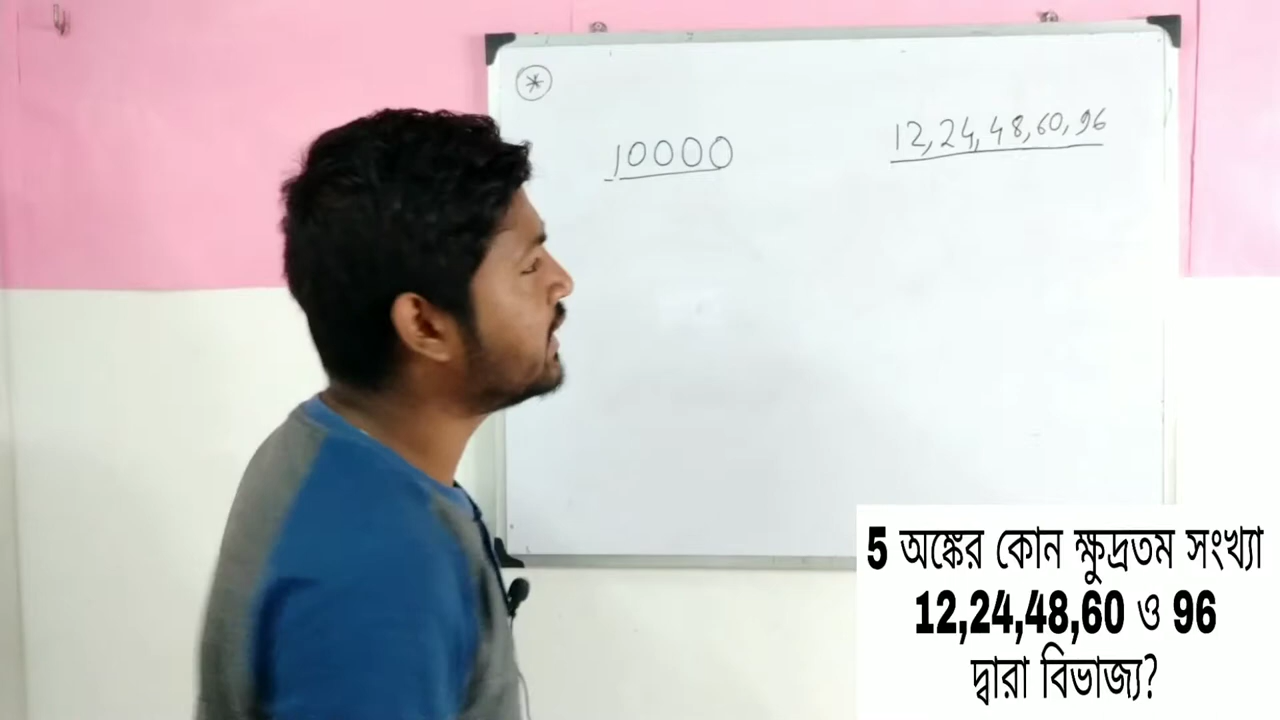 *
10000
12,24,48,60,96
5 অঙ্কের কোন ক্ষুদ্রতম সংখ্যা
12,24,48,60 ও 96
দ্বারা বিভাজ্য?